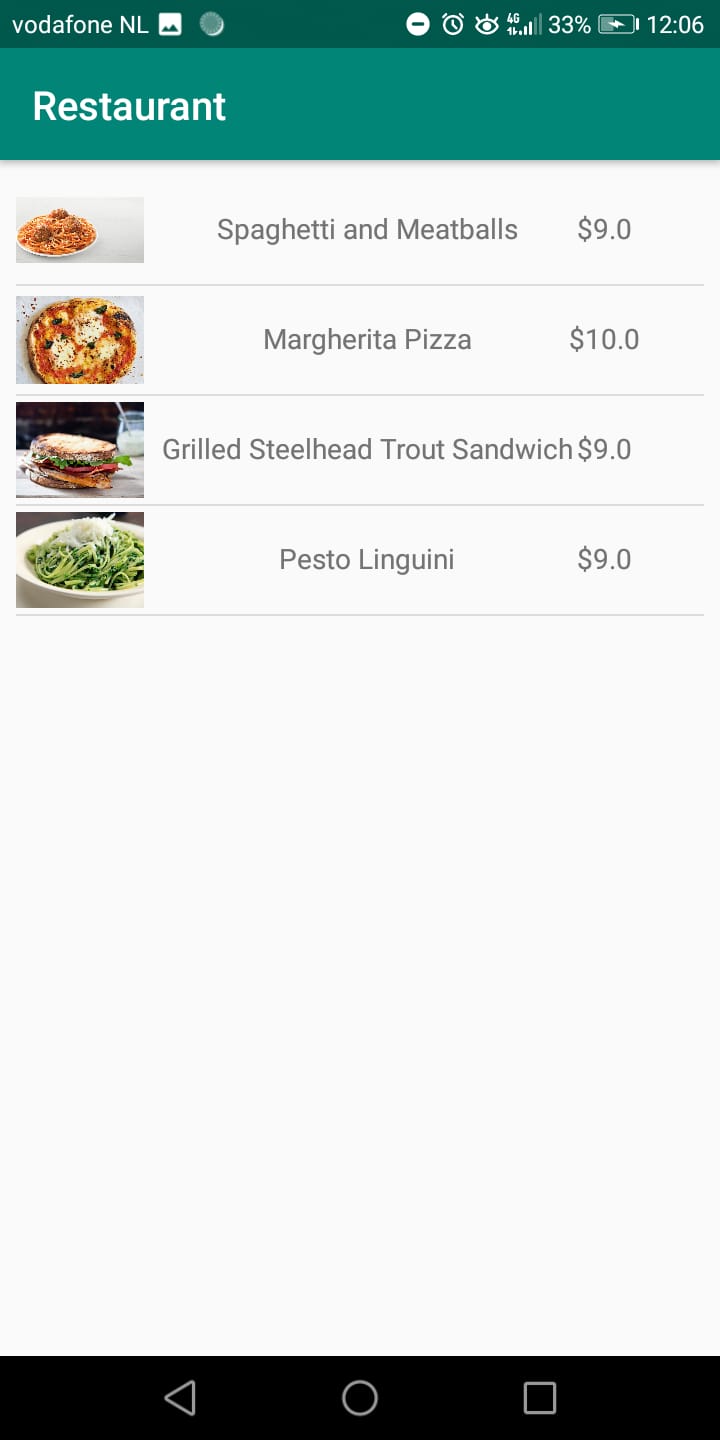 vodafone NL 4G 33% 12:06
Restaurant
Spaghetti and Meatballs $9.0
Margherita Pizza $10.0
Grilled Steelhead Trout Sandwich $9.0
Pesto Linguini $9.0